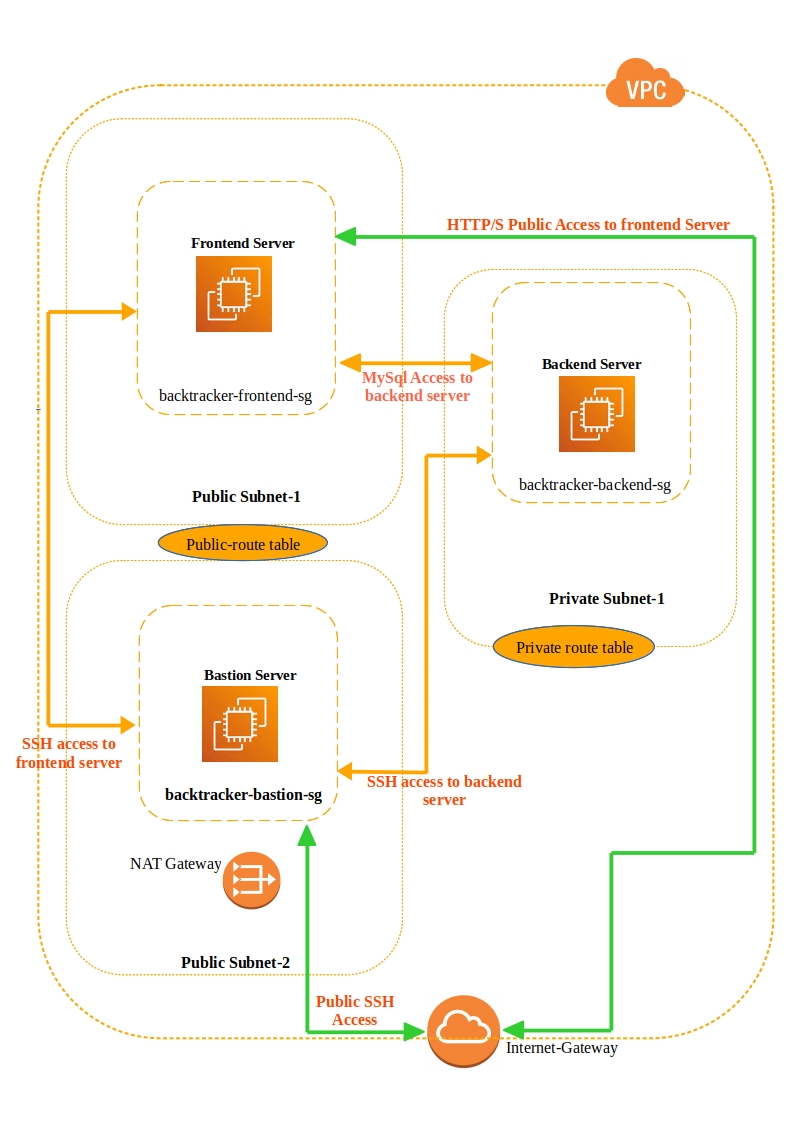 VPC
HTTP/S Public Access to frontend Server
Frontend Server
backtracker-frontend-sg
MySql Access to
backend server
Backend Server
backtracker-backend-sg
Public Subnet-1
Public-route table
Private Subnet-1
Private route table
Bastion Server
backtracker-bastion-sg
SSH access to
frontend server
SSH access to backend
server
NAT Gateway
Public Subnet-2
Public SSH
Access
Internet-Gateway